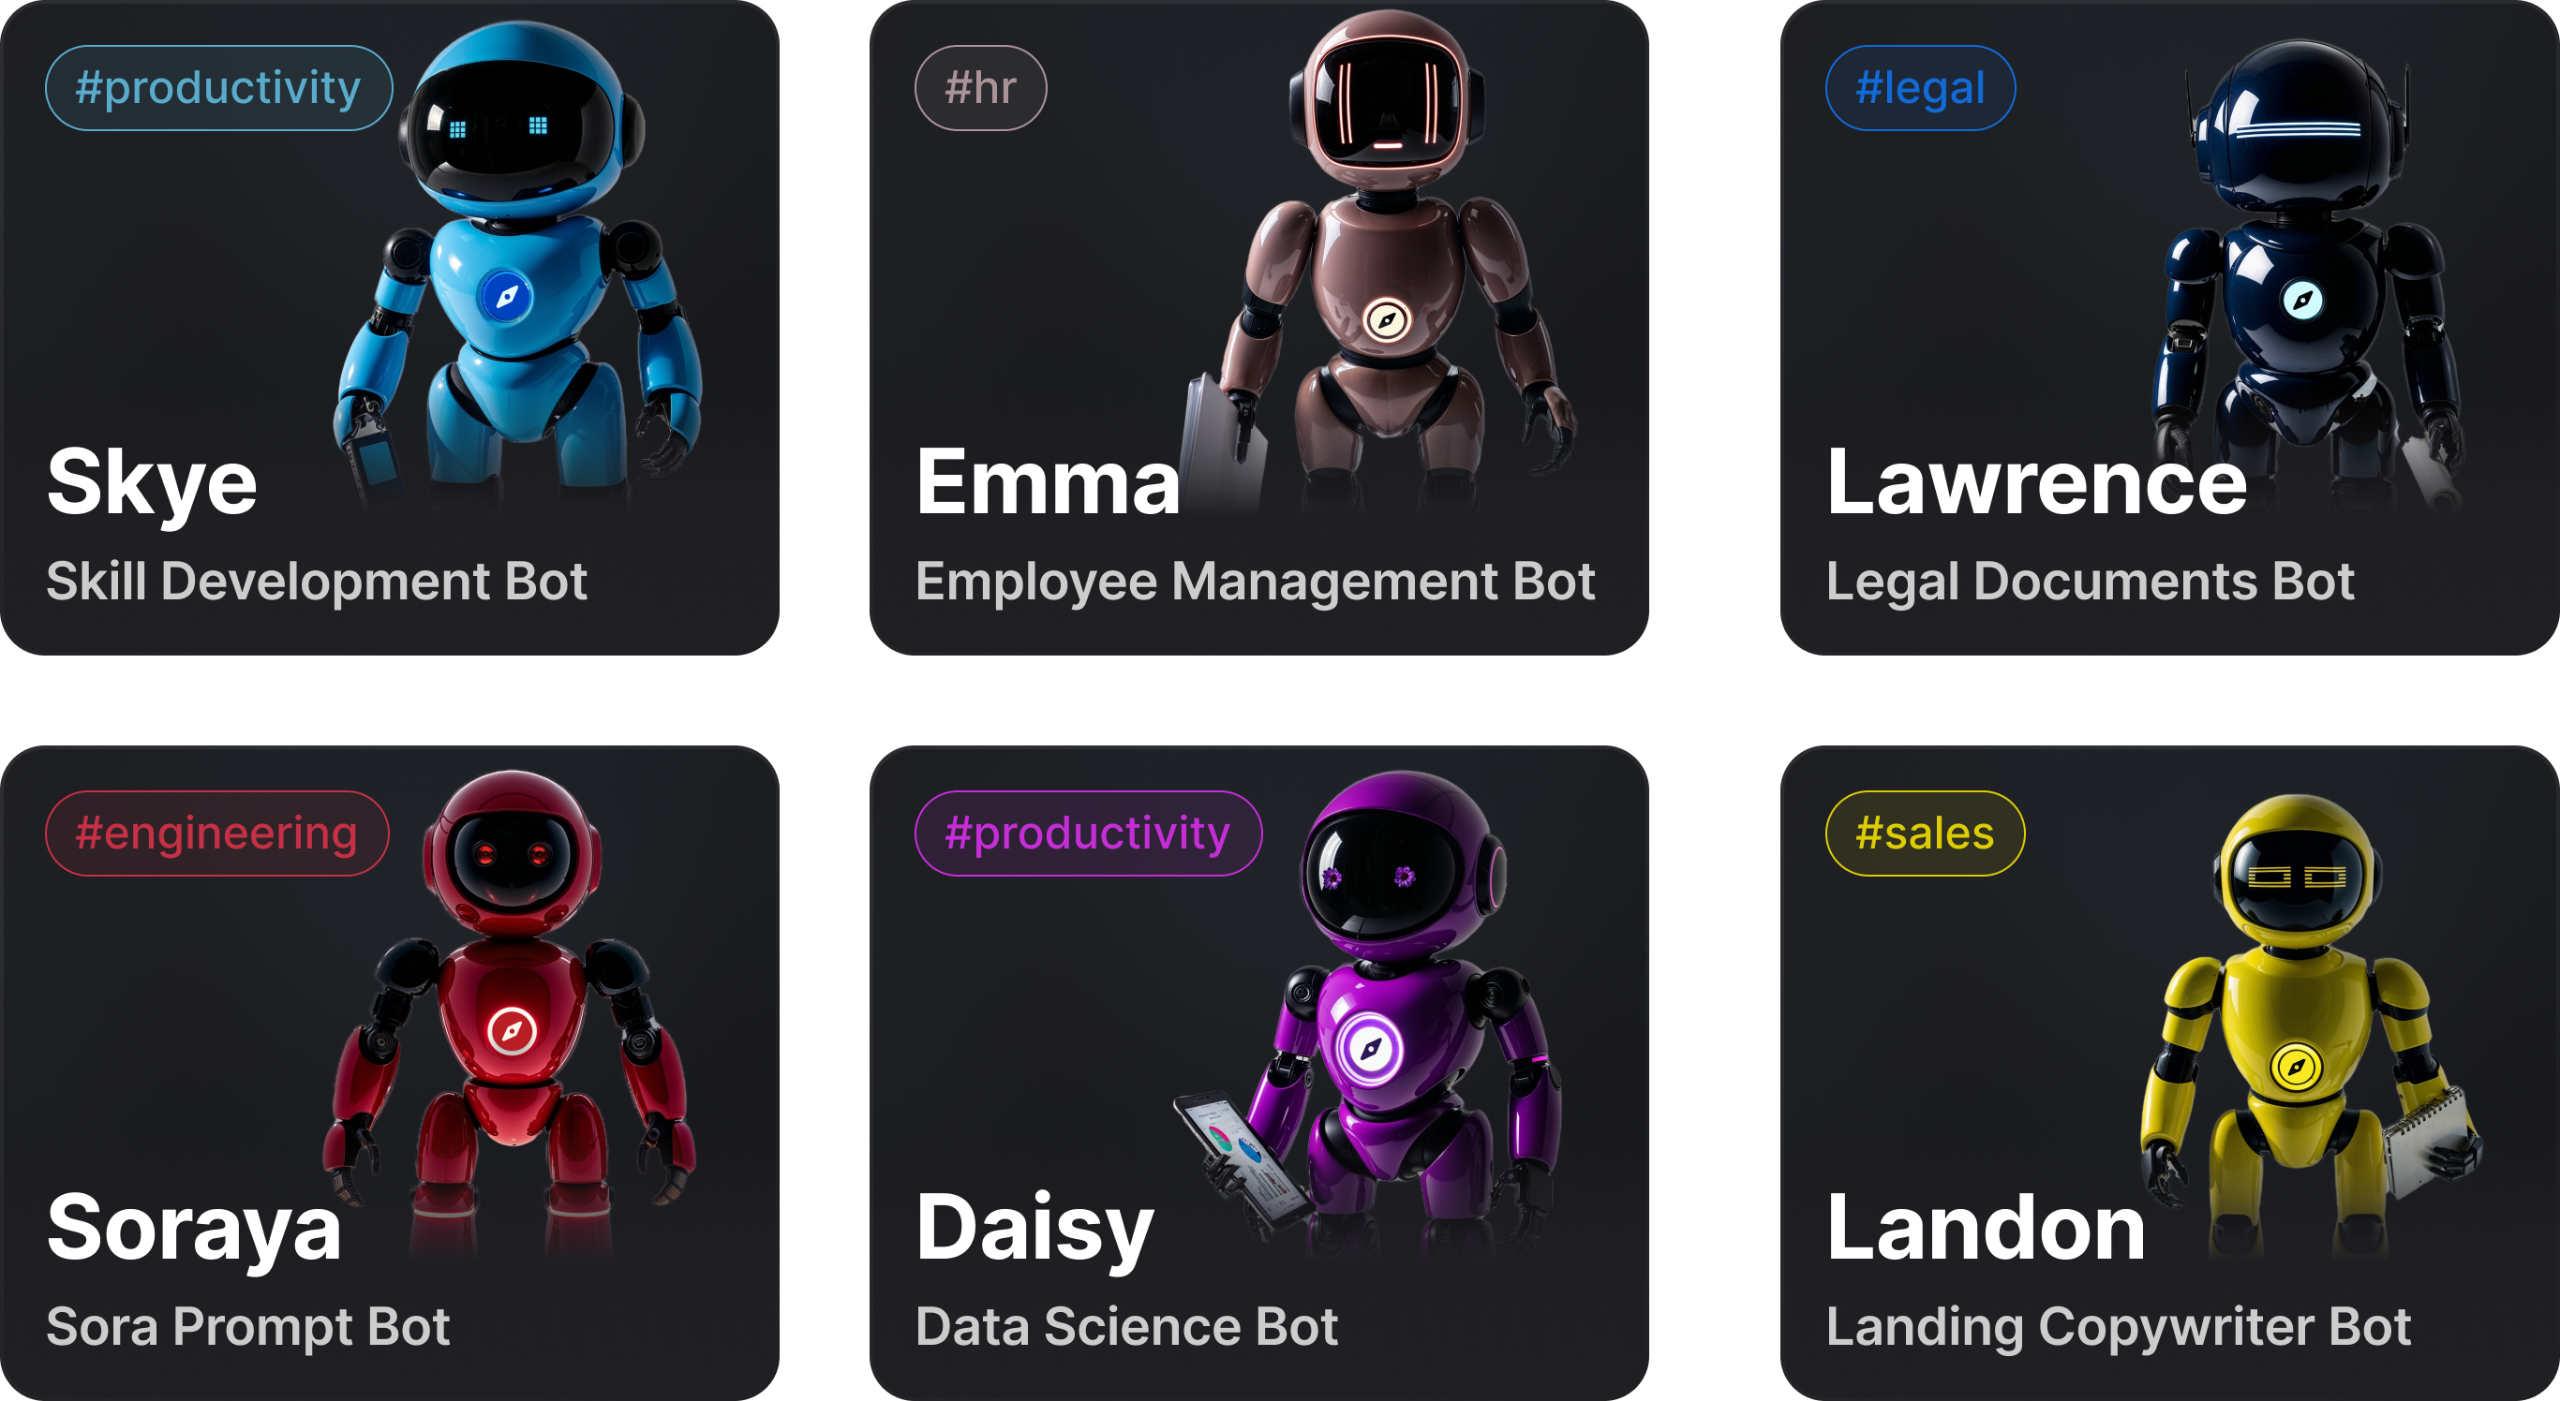 #productivity
Skye
Skill Development Bot
#hr
Emma
Employee Management Bot
#legal
Lawrence
Legal Documents Bot
#engineering
Soraya
Sora Prompt Bot
#productivity
Daisy
Data Science Bot
#sales
Landon
Landing Copywriter Bot